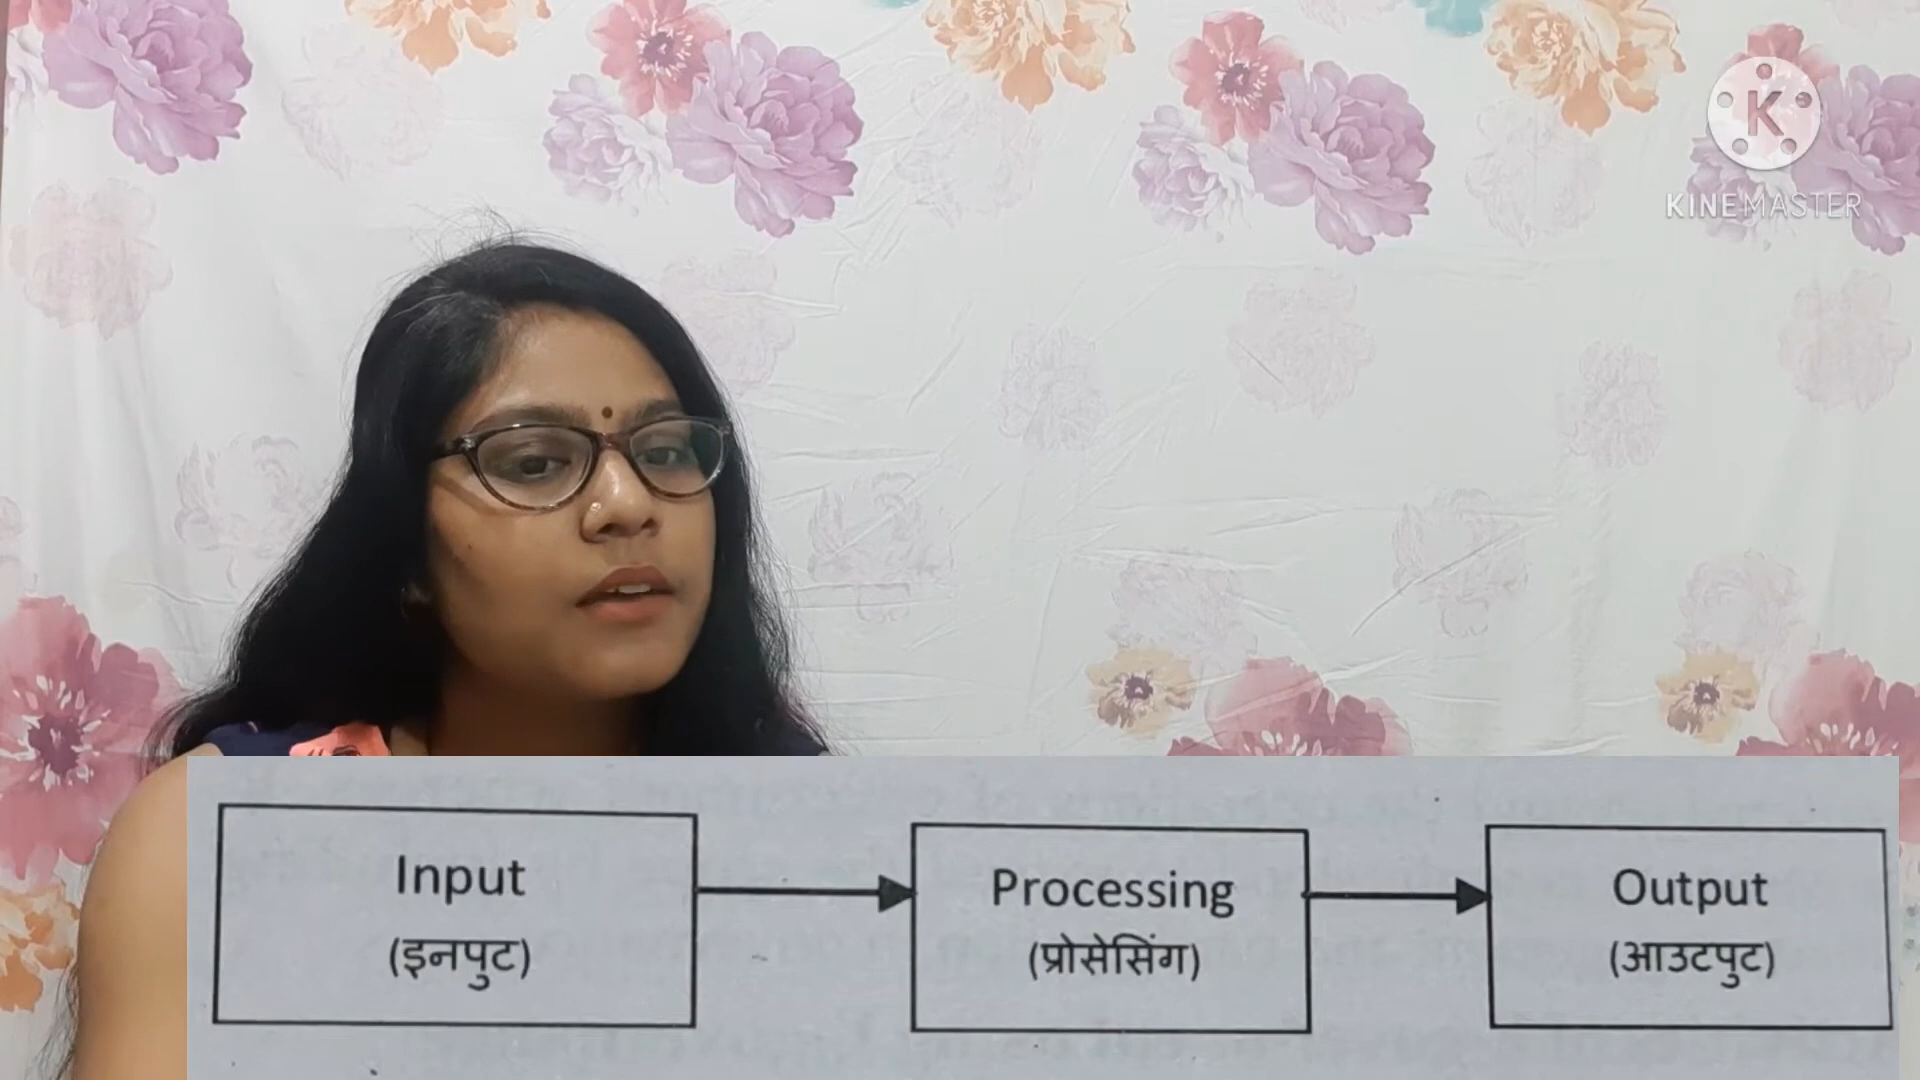 K
KINEMASTER
Input
(इनपुट)
Processing
(प्रोसेसिंग)
Output
(आउटपुट)